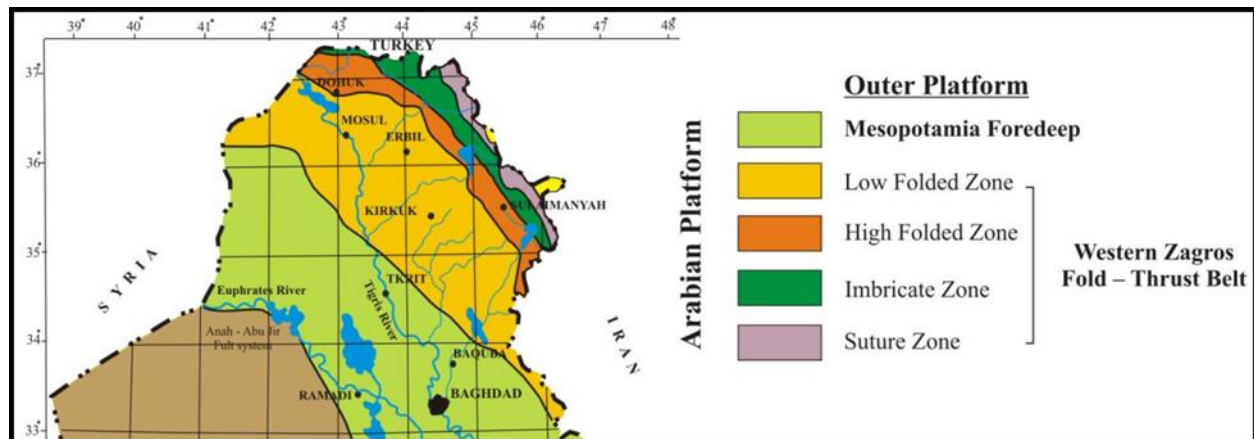 39° 40° 41° 42° 43° 44° 45° 46° 47° 48°
TURKEY
37°
DOHUK
MOSUL
ERBIL
36°
KIRKUK
SULAIMANYAH
35°
TKRIT
SYRIA
Euphrates River
Tigris River
Anah - Abu Jir
Fult system
IRAN
34°
BAQUBA
RAMADI
BAGHDAD
33°
Arabian Platform
Outer Platform
Mesopotamia Foredeep
Low Folded Zone
High Folded Zone
Imbricate Zone
Suture Zone
Western Zagros
Fold – Thrust Belt